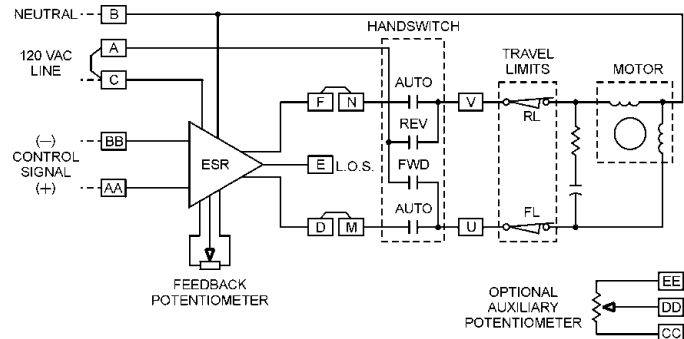 NEUTRAL
B
HANDSWITCH
A
120 VAC
LINE
C
TRAVEL
LIMITS
MOTOR
AUTO
F
N
V
RL
REV
(−)
CONTROL
SIGNAL
(+)
BB
AA
ESR
E
L.O.S.
FWD
D
M
AUTO
U
FL
FEEDBACK
POTENTIOMETER
OPTIONAL
AUXILIARY
POTENTIOMETER
EE
DD
CC